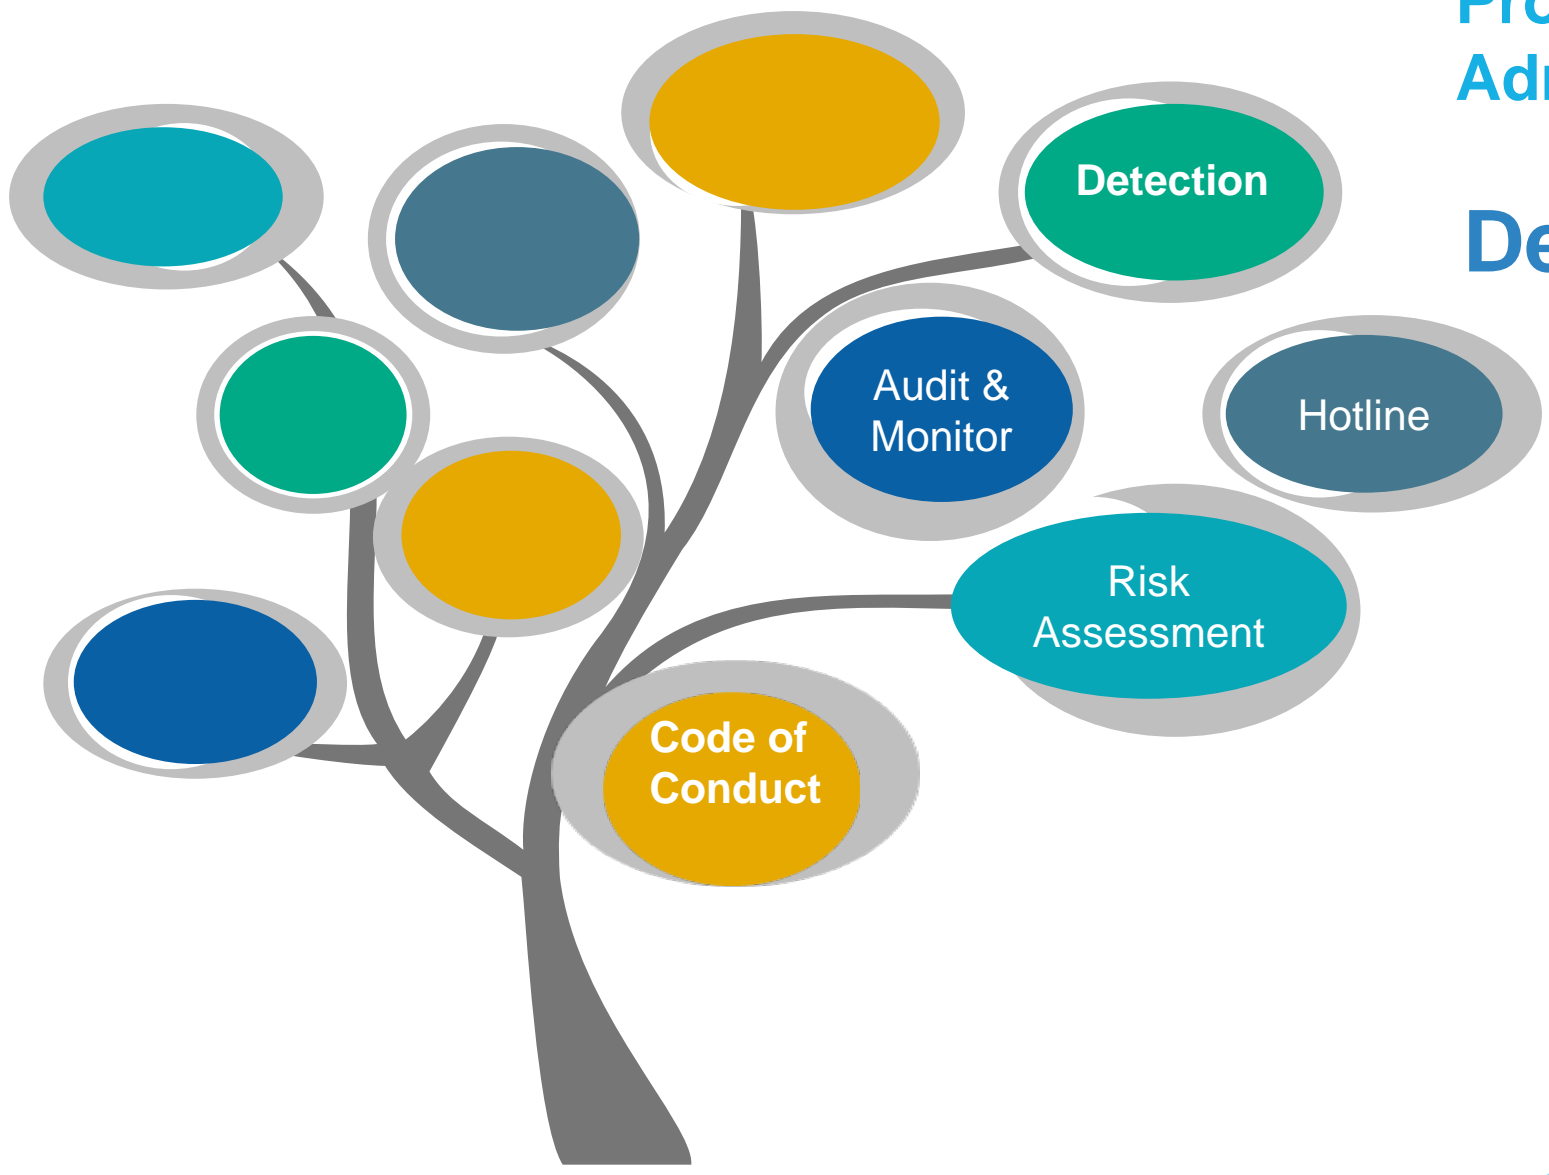 Detection
Audit &
Monitor
Hotline
Risk
Assessment
Code of
Conduct